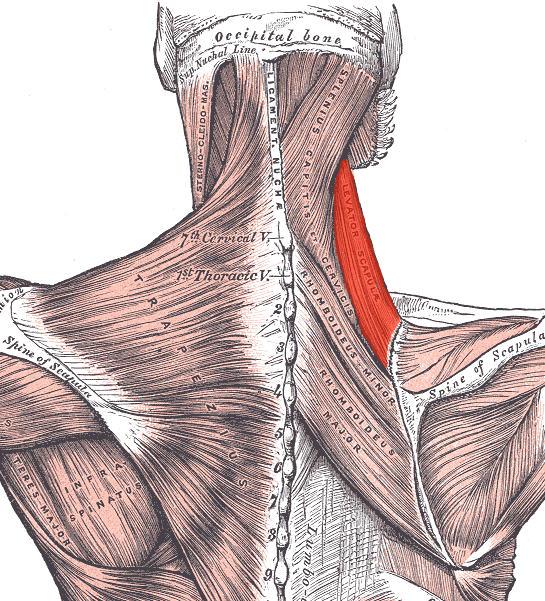 Occipital bone
Sup. Nuchal Line
STERNO-CLEIDO-MAS.
LIGAMENT. NUCHÆ
SPLENIUS CAPITIS
ET CERVICIS
LEVATOR SCAPULÆ
7th Cervical V.
1st Thoracic V.
2
3
4
5
6
7
8
9
TRAPEZIUS
RHOMBOIDEUS MINOR
RHOMBOIDEUS
MAJOR
Spine of Scapula
Spine of Scapula
INFRA
SPINATUS
TERES MAJOR
Lumbo-